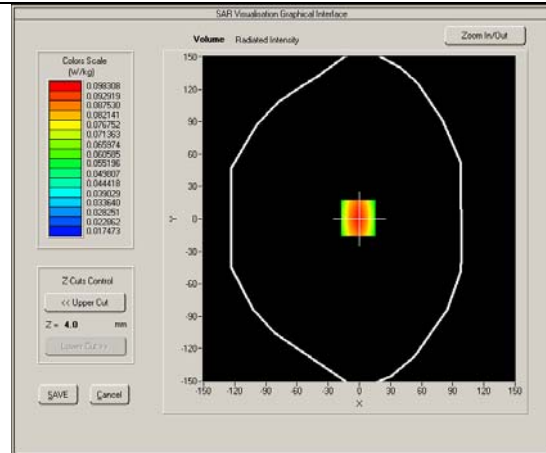 SAR Visualisation Graphical Interface
Volume Radiated Intensity
Zoom In/Out
Colors Scale
(W/kg)
0.098308
0.092919
0.087530
0.082141
0.076752
0.071363
0.065974
0.060585
0.055196
0.049807
0.044418
0.039029
0.033640
0.028251
0.022862
0.017473
Z Cuts Control
<< Upper Cut
Z = 4.0 mm
Lower Cut >>
SAVE Cancel
150
120
90
60
30
0
-30
-60
-90
-120
-150
Y
-150 -120 -90 -60 -30 0 30 60 90 120 150
X